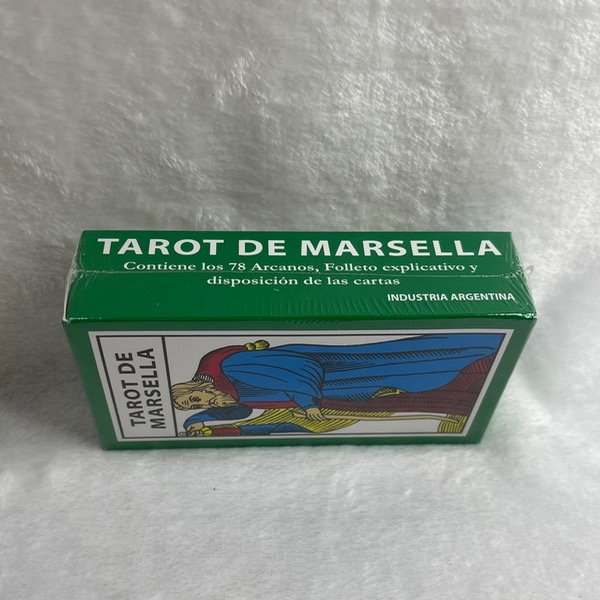 TAROT DE MARSELLA
Contiene los 78 Arcanos, Folleto explicativo y
disposición de las cartas
INDUSTRIA ARGENTINA
TAROT DE
MARSELLA